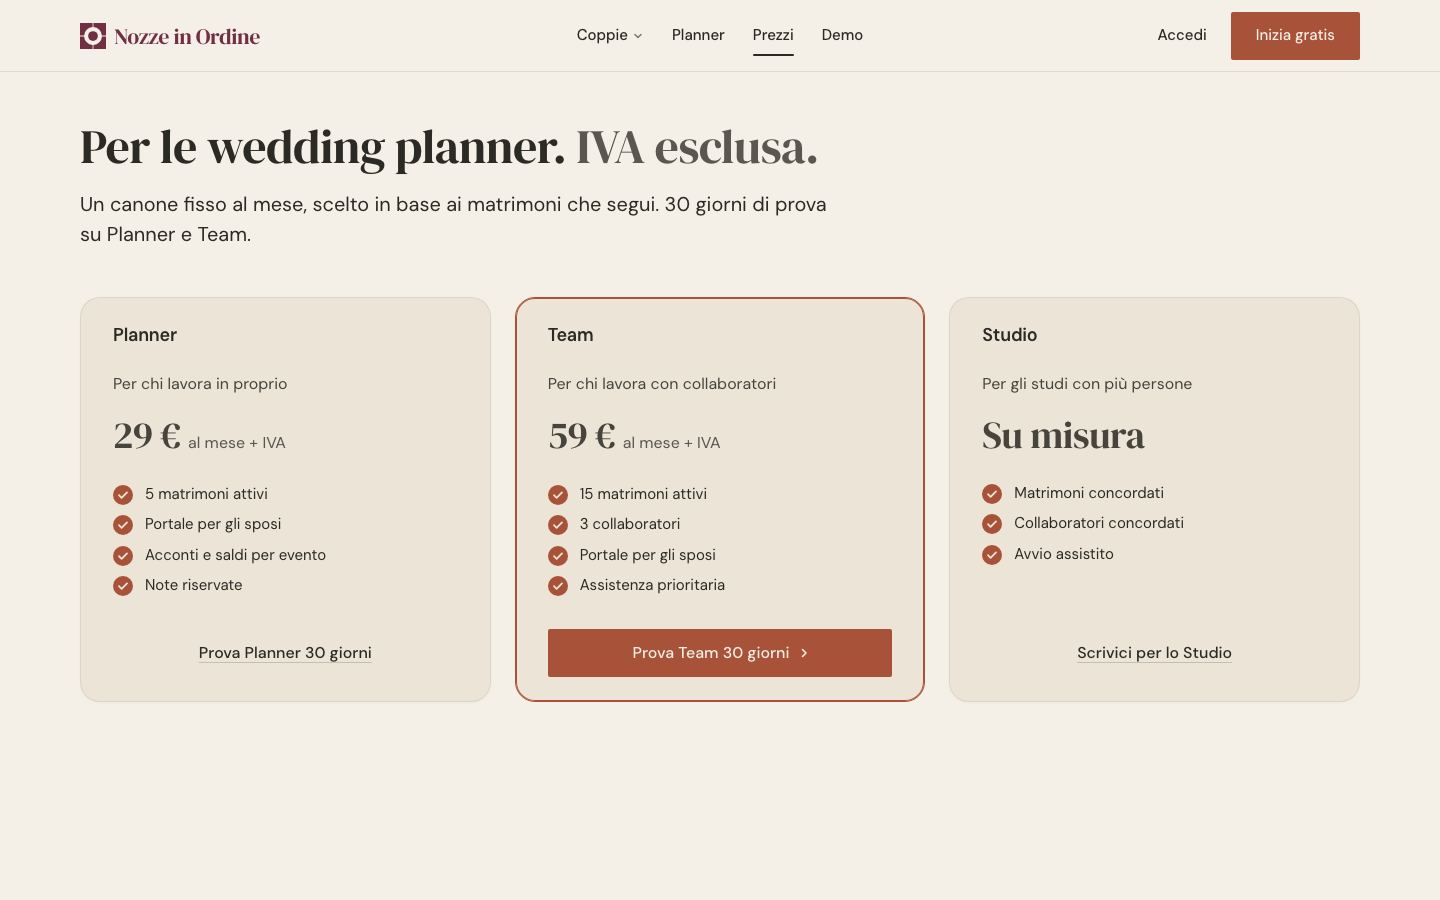 Nozze in Ordine
Coppie
Planner
Prezzi
Demo
Accedi
Inizia gratis
Per le wedding planner. IVA esclusa.
Un canone fisso al mese, scelto in base ai matrimoni che segui. 30 giorni di prova
su Planner e Team.
Planner
Per chi lavora in proprio
29 € al mese + IVA
5 matrimoni attivi
Portale per gli sposi
Acconti e saldi per evento
Note riservate
Prova Planner 30 giorni
Team
Per chi lavora con collaboratori
59 € al mese + IVA
15 matrimoni attivi
3 collaboratori
Portale per gli sposi
Assistenza prioritaria
Prova Team 30 giorni
Studio
Per gli studi con più persone
Su misura
Matrimoni concordati
Collaboratori concordati
Avvio assistito
Scrivici per lo Studio